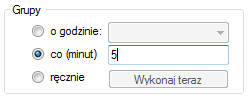 Grupy
o godzinie:
co (minut) 5
ręcznie Wykonaj teraz